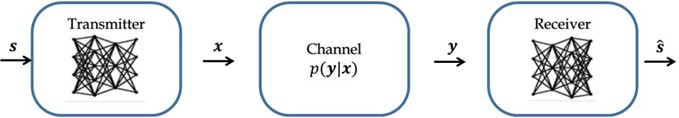 Transmitter
Receiver
s
x
Channel
p(y|x)
y
ŝ